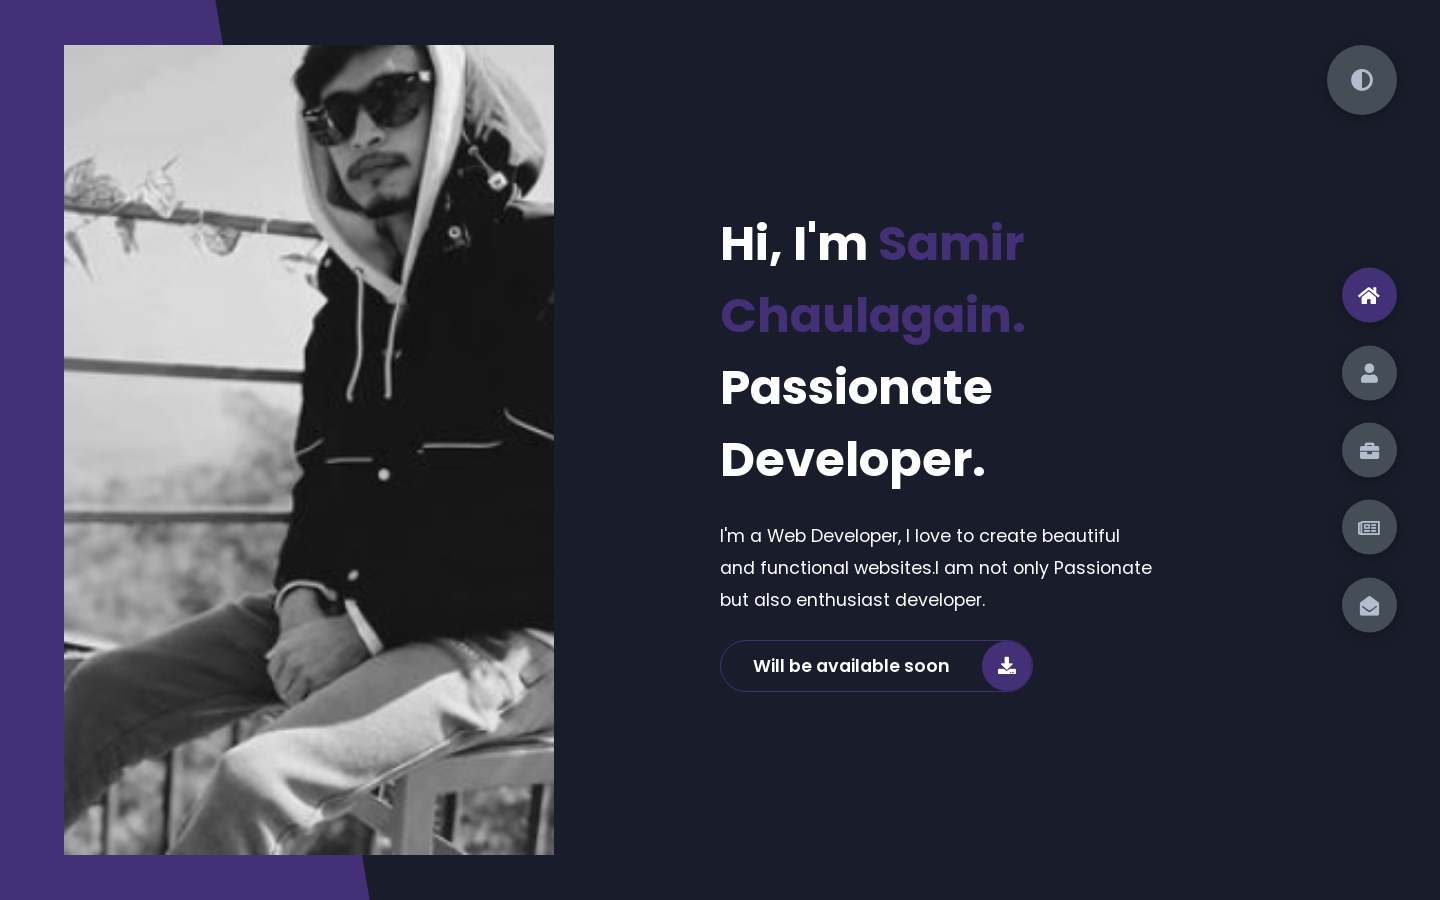 Hi, I'm Samir
Chaulagain.
Passionate
Developer.
I'm a Web Developer, I love to create beautiful
and functional websites.I am not only Passionate
but also enthusiast developer.
Will be available soon